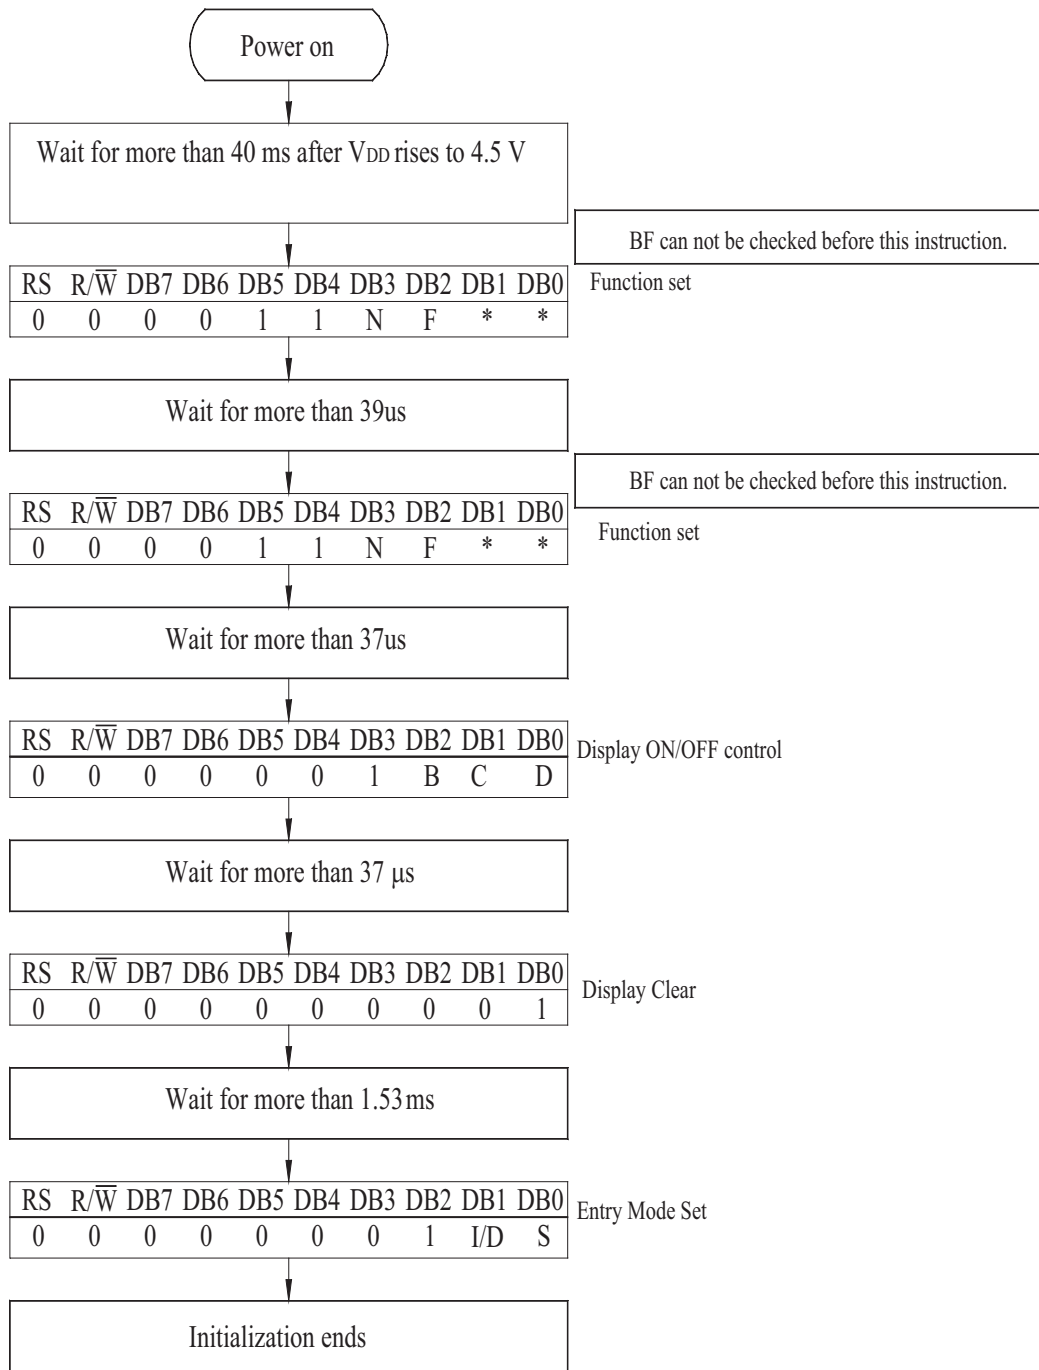 Power on
Wait for more than 40 ms after VDD rises to 4.5 V
BF can not be checked before this instruction.
RS R/W̅ DB7 DB6 DB5 DB4 DB3 DB2 DB1 DB0
Function set
0 0 0 0 1 1 N F * *
Wait for more than 39us
BF can not be checked before this instruction.
RS R/W̅ DB7 DB6 DB5 DB4 DB3 DB2 DB1 DB0
Function set
0 0 0 0 1 1 N F * *
Wait for more than 37us
RS R/W̅ DB7 DB6 DB5 DB4 DB3 DB2 DB1 DB0
Display ON/OFF control
0 0 0 0 0 0 1 B C D
Wait for more than 37 μs
RS R/W̅ DB7 DB6 DB5 DB4 DB3 DB2 DB1 DB0
Display Clear
0 0 0 0 0 0 0 0 0 1
Wait for more than 1.53ms
RS R/W̅ DB7 DB6 DB5 DB4 DB3 DB2 DB1 DB0
Entry Mode Set
0 0 0 0 0 0 0 1 I/D S
Initialization ends